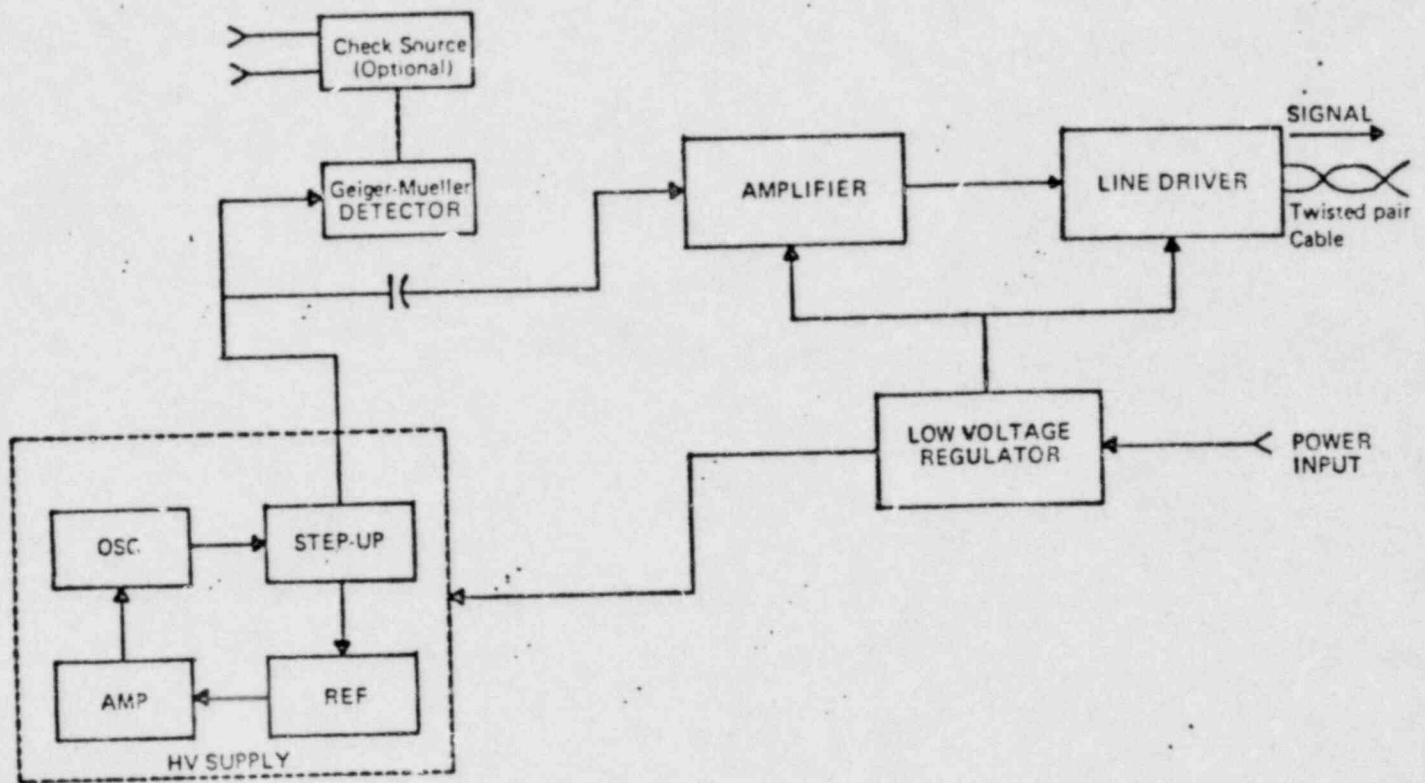 Check Source
(Optional)
Geiger-Mueller
DETECTOR
AMPLIFIER
LINE DRIVER
SIGNAL
Twisted pair
Cable
LOW VOLTAGE
REGULATOR
POWER
INPUT
OSC.
STEP-UP
AMP
REF
HV SUPPLY